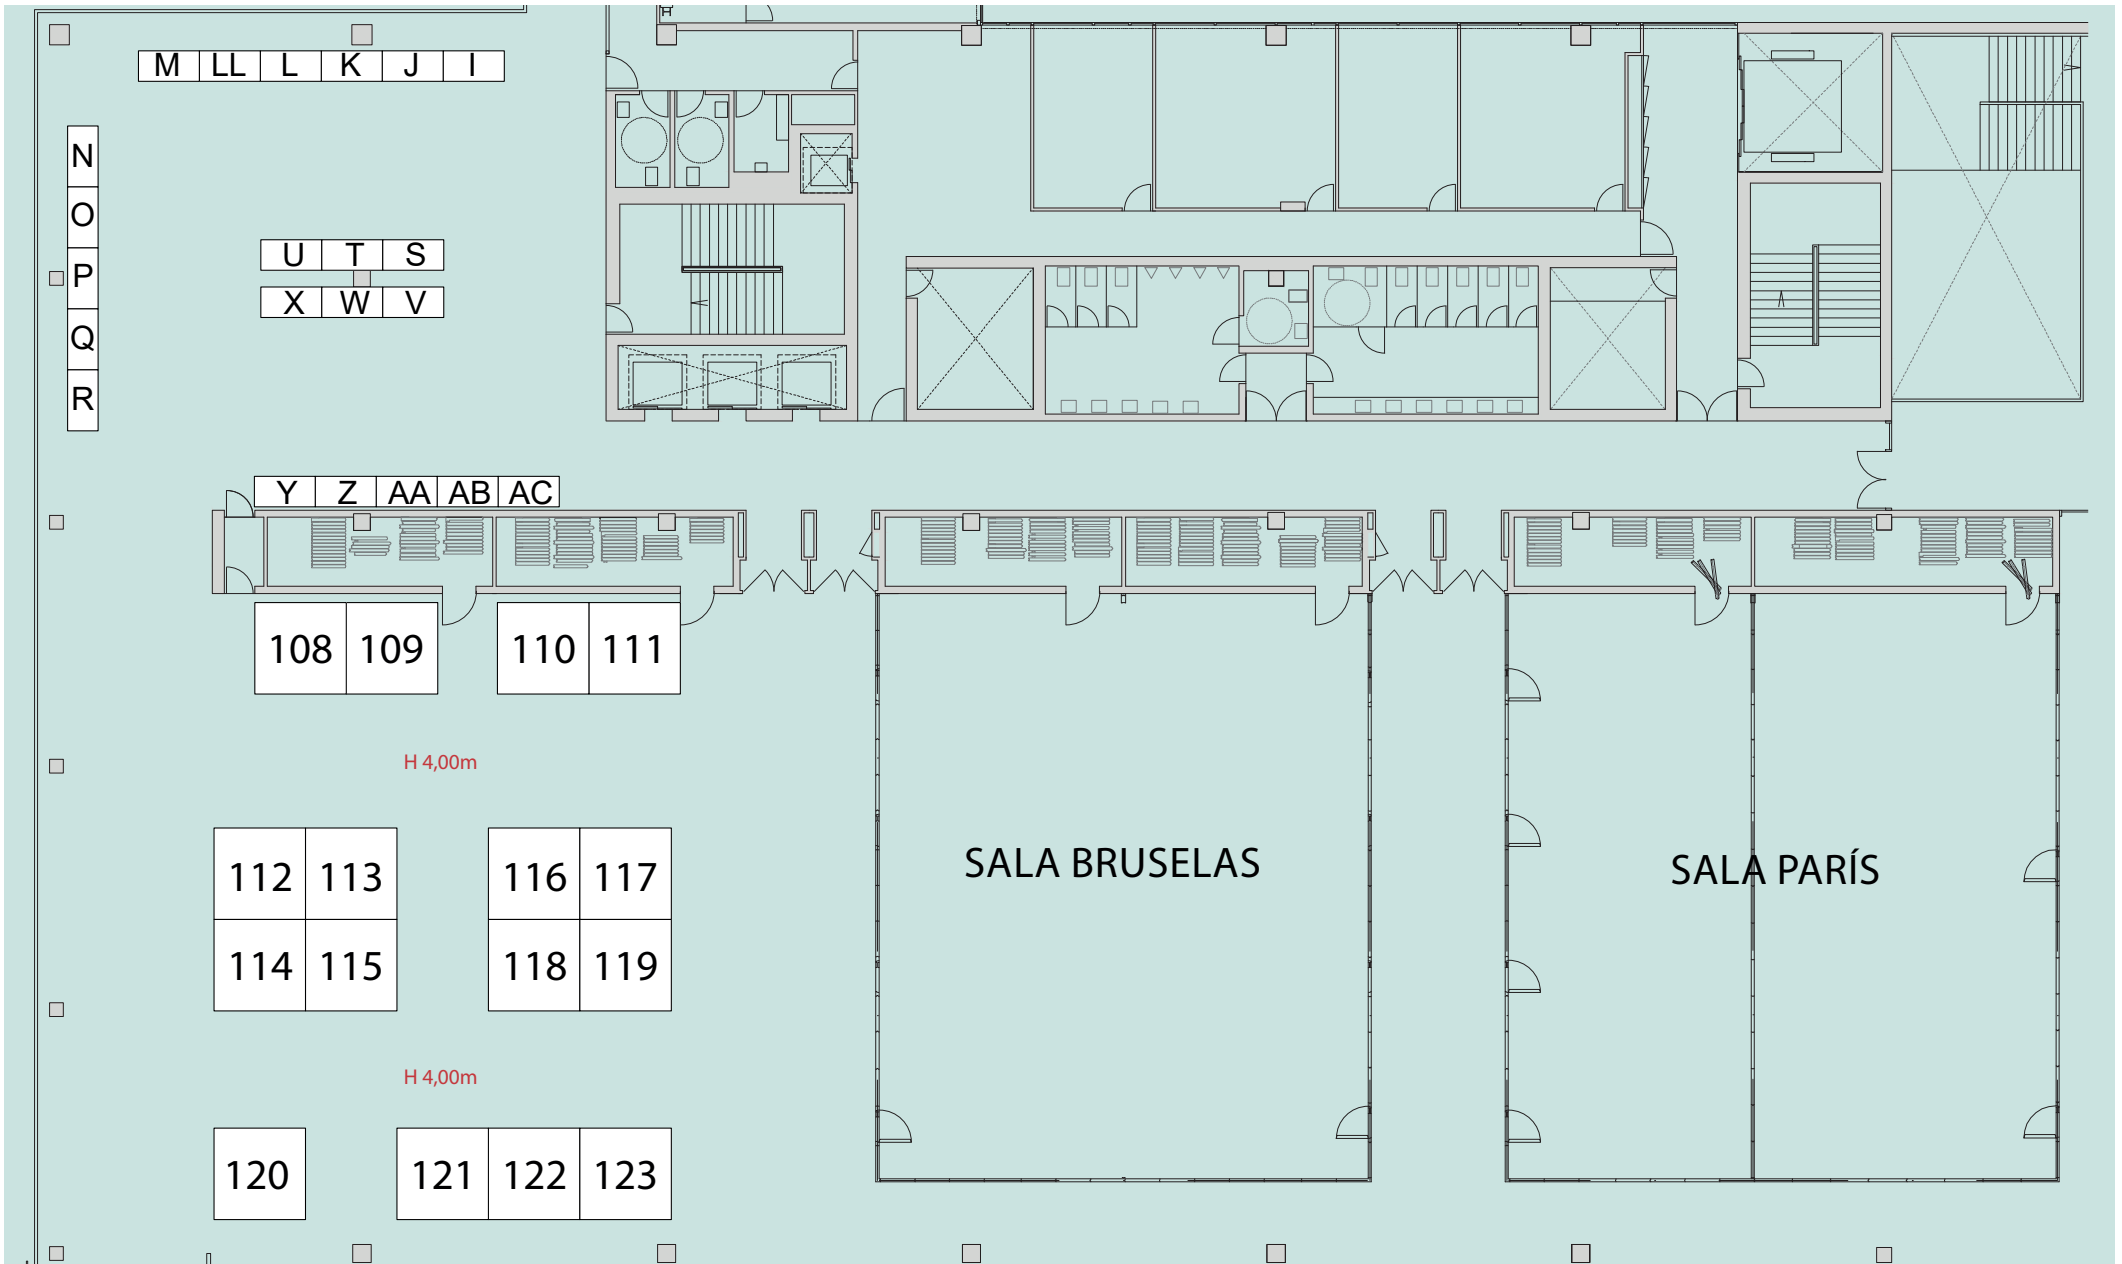 M LL L K J I
N
O
P
Q
R
U T S
X W V
Y Z AA AB AC
108 109 110 111
H 4,00m
112 113 116 117
SALA BRUSELAS
SALA PARÍS
114 115 118 119
H 4,00m
120 121 122 123